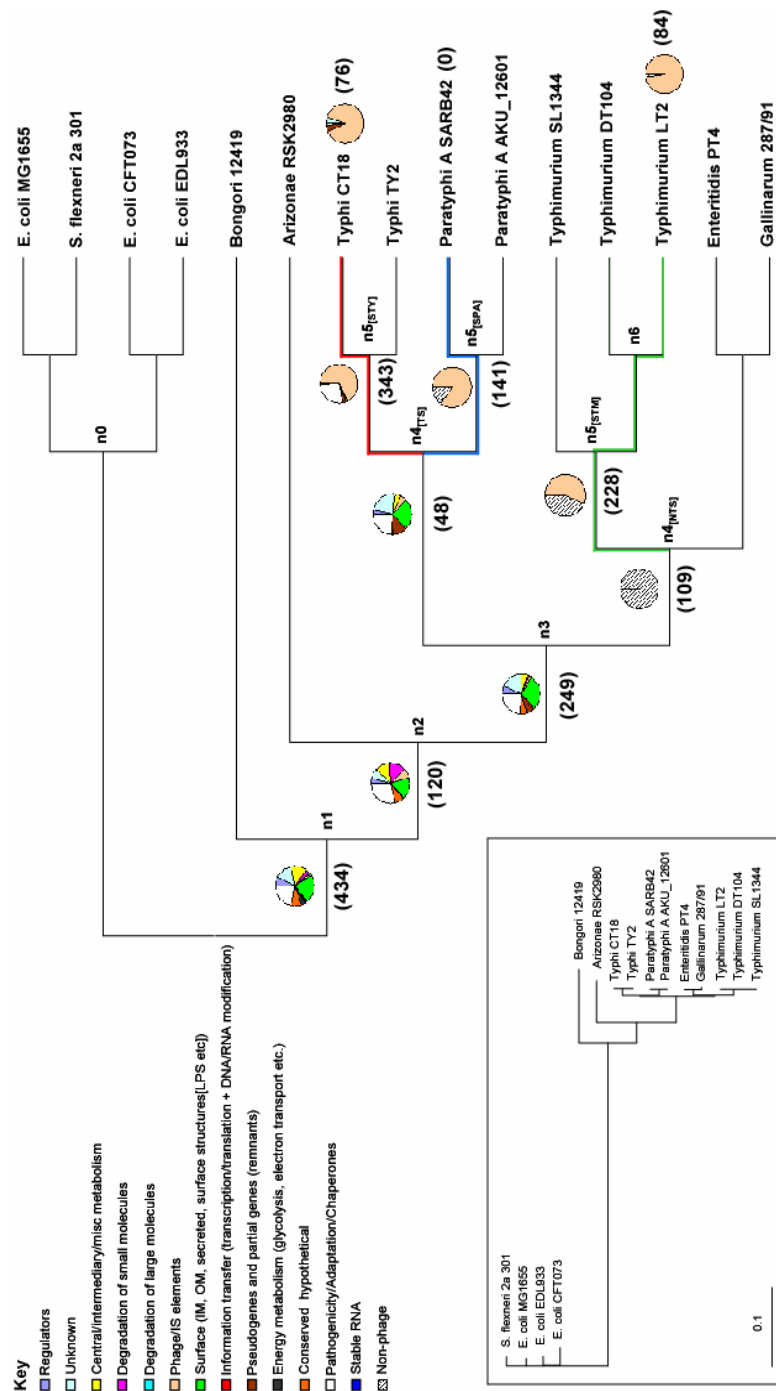 Key
Regulators
Unknown
Central/intermediary/misc metabolism
Degradation of small molecules
Degradation of large molecules
Phage/IS elements
Surface (IM, OM, secreted, surface structures[LPS etc])
Information transfer (transcription/translation + DNA/RNA modification)
Pseudogenes and partial genes (remnants)
Energy metabolism (glycolysis, electron transport etc.)
Conserved hypothetical
Pathogenicity/Adaptation/Chaperones
Stable RNA
Non-phage
E. coli MG1655
S. flexneri 2a 301
E. coli CFT073
E. coli EDL933
Bongori 12419
Arizonae RSK2980
Typhi CT18 (76)
Typhi TY2
Paratyphi A SARB42 (0)
Paratyphi A AKU_12601
Typhimurium SL1344
Typhimurium DT104
Typhimurium LT2 (84)
Enteritidis PT4
Gallinarum 287/91
n0
n1
n2
n3
n4[TS]
n4[NTS]
n5[STY]
n5[SPA]
n5[STM]
n6
(434)
(120)
(249)
(48)
(109)
(343)
(141)
(228)
S. flexneri 2a 301
E. coli MG1655
E. coli EDL933
E. coli CFT073
Bongori 12419
Arizonae RSK2980
Typhi CT18
Typhi TY2
Paratyphi A SARB42
Paratyphi A AKU_12601
Enteritidis PT4
Gallinarum 287/91
Typhimurium LT2
Typhimurium DT104
Typhimurium SL1344
0.1